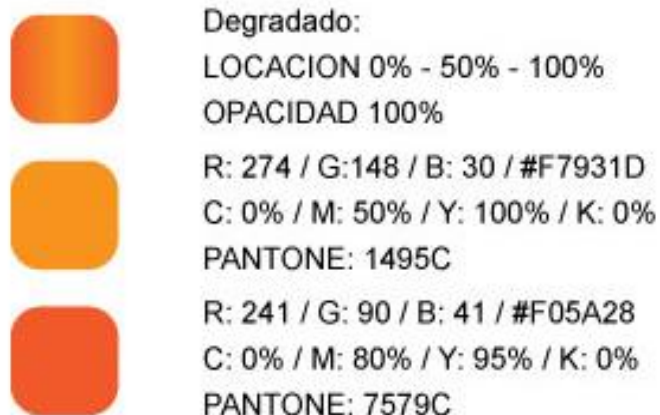 Degradado:
LOCACION 0% - 50% - 100%
OPACIDAD 100%
R: 274 / G:148 / B: 30 / #F7931D
C: 0% / M: 50% / Y: 100% / K: 0%
PANTONE: 1495C
R: 241 / G: 90 / B: 41 / #F05A28
C: 0% / M: 80% / Y: 95% / K: 0%
PANTONE: 7579C